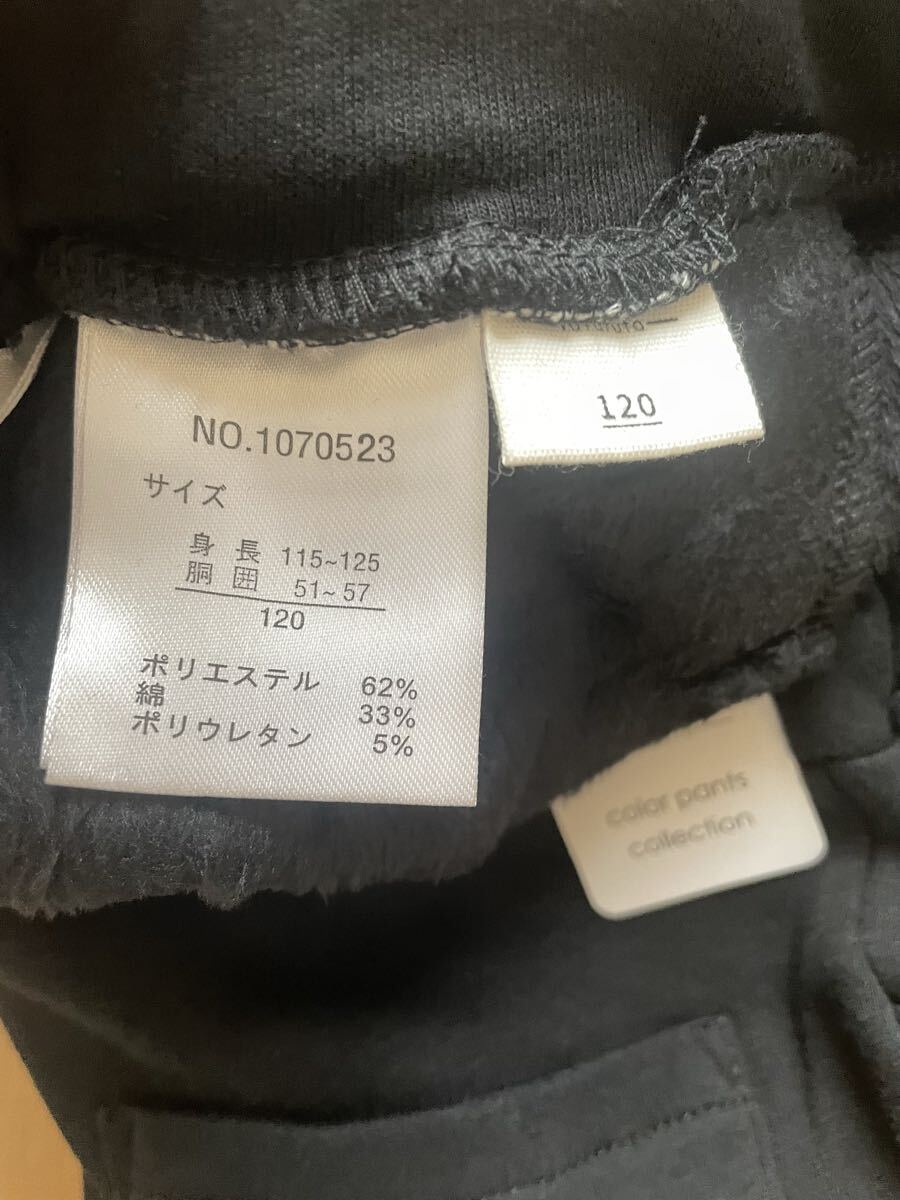 NO.1070523
サイズ
身長 115~125
胴囲 51~57
120
ポリエステル 62%
綿 33%
ポリウレタン 5%
120
color pants
collection